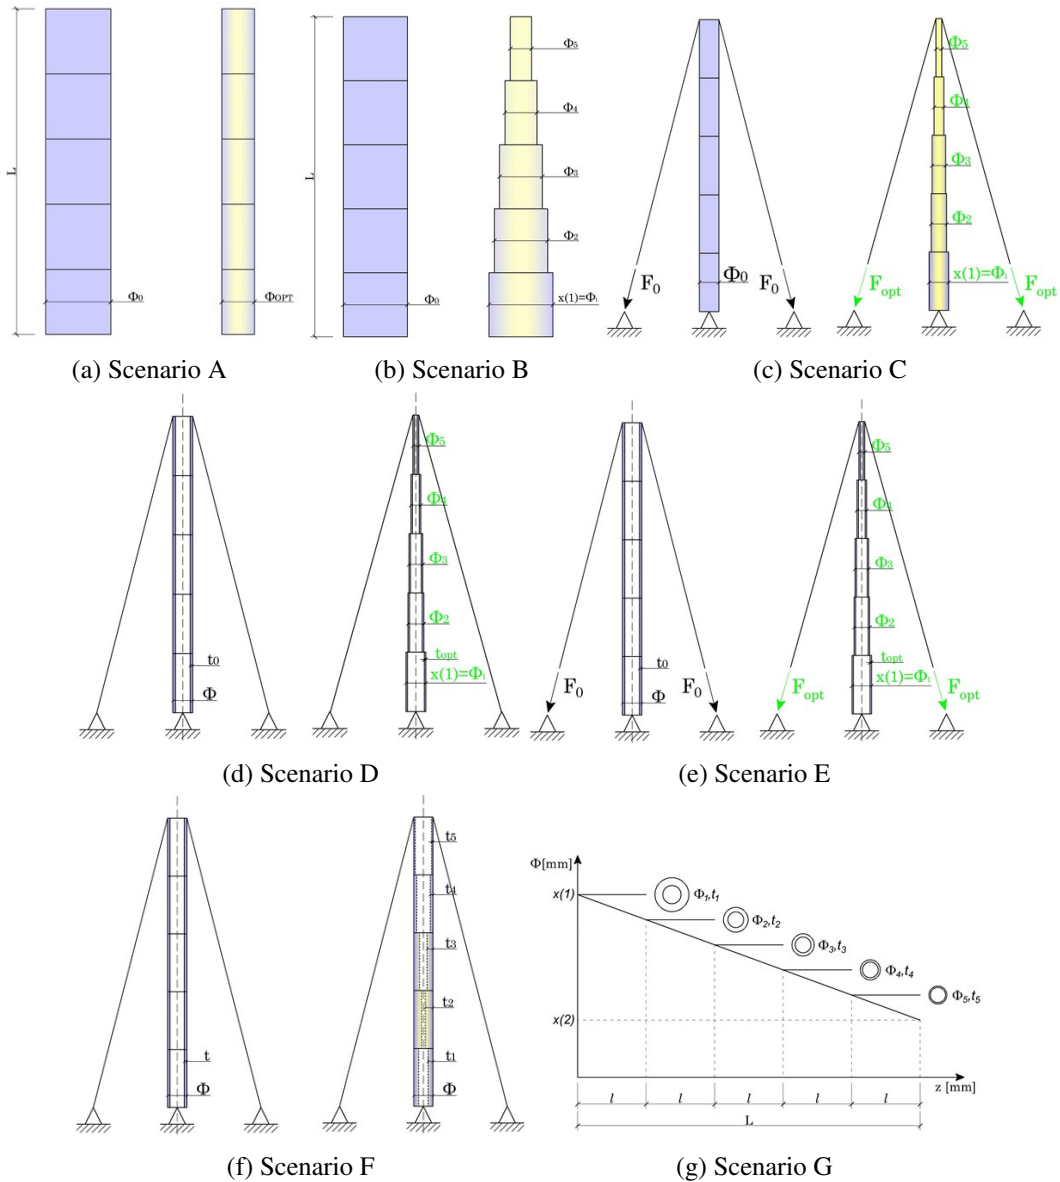 L
Φ0
ΦOPT
(a) Scenario A
L
Φ0
Φ5
Φ4
Φ3
Φ2
x(1)=Φ1
(b) Scenario B
F0
Φ0
F0
Φ5
Φ4
Φ3
Φ2
x(1)=Φ1
Fopt
Fopt
(c) Scenario C
t0
Φ
Φ5
Φ4
Φ3
Φ2
topt
x(1)=Φ1
(d) Scenario D
F0
t0
Φ
F0
Φ5
Φ4
Φ3
Φ2
topt
x(1)=Φ1
Fopt
Fopt
(e) Scenario E
t
Φ
t5
t4
t3
t2
t1
Φ
(f) Scenario F
Φ[mm]
x(1)
Φ1,t1
Φ2,t2
Φ3,t3
Φ4,t4
Φ5,t5
x(2)
z [mm]
l l l l l
L
(g) Scenario G